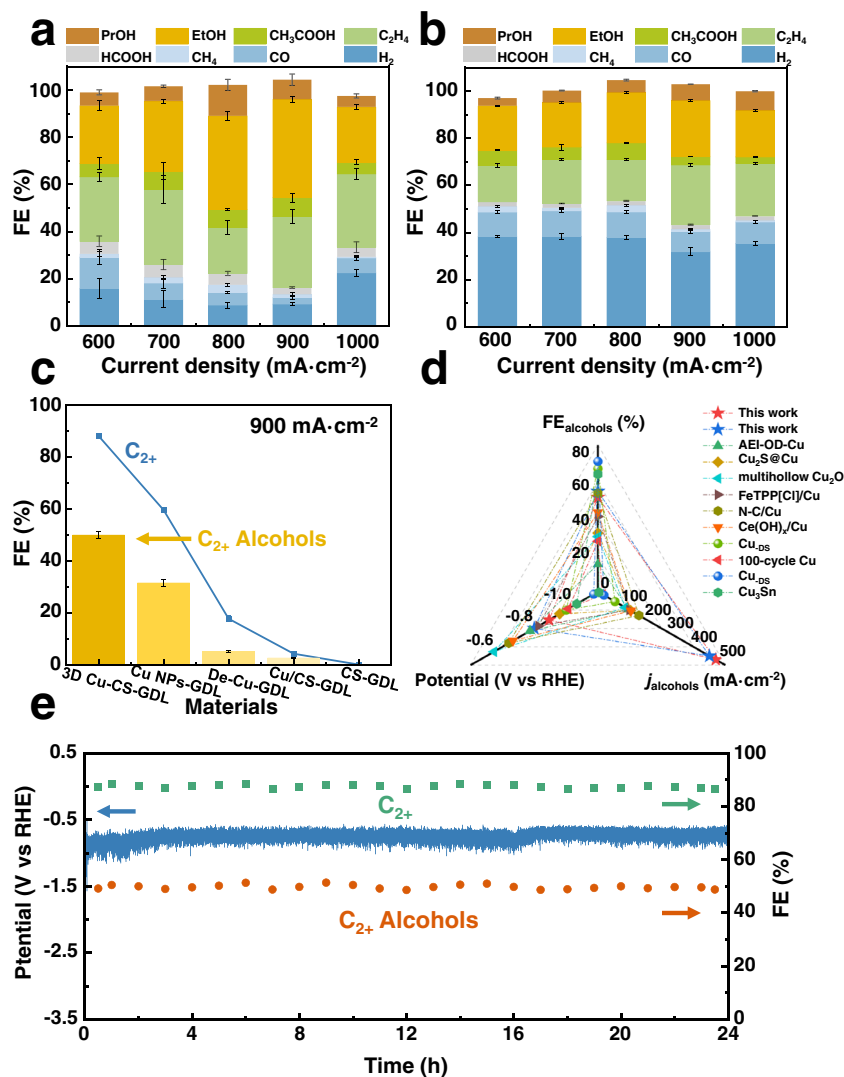 a
PrOH EtOH CH3COOH C2H4
HCOOH CH4 CO H2
100
80
60
40
20
0
FE (%)
600 700 800 900 1000
Current density (mA·cm-2)
b
PrOH EtOH CH3COOH C2H4
HCOOH CH4 CO H2
100
80
60
40
20
0
FE (%)
600 700 800 900 1000
Current density (mA·cm-2)
c
100
80
60
40
20
0
FE (%)
900 mA·cm-2
C2+
C2+ Alcohols
3D Cu-CS-GDL Cu NPs-GDL De-Cu-GDL Cu/CS-GDL CS-GDL
Materials
d
FEalcohols (%)
80
60
40
20
0
-1.0
-0.8
-0.6
100
200
300
400
500
Potential (V vs RHE)
jalcohols (mA·cm-2)
This work
This work
AEI-OD-Cu
Cu2S@Cu
multihollow Cu2O
FeTPP[Cl]/Cu
N-C/Cu
Ce(OH)x/Cu
Cu-DS
100-cycle Cu
Cu-DS
Cu3Sn
e
0.5
-0.5
-1.5
-2.5
-3.5
Ptential (V vs RHE)
C2+
C2+ Alcohols
100
80
60
40
20
0
FE (%)
0 4 8 12 16 20 24
Time (h)